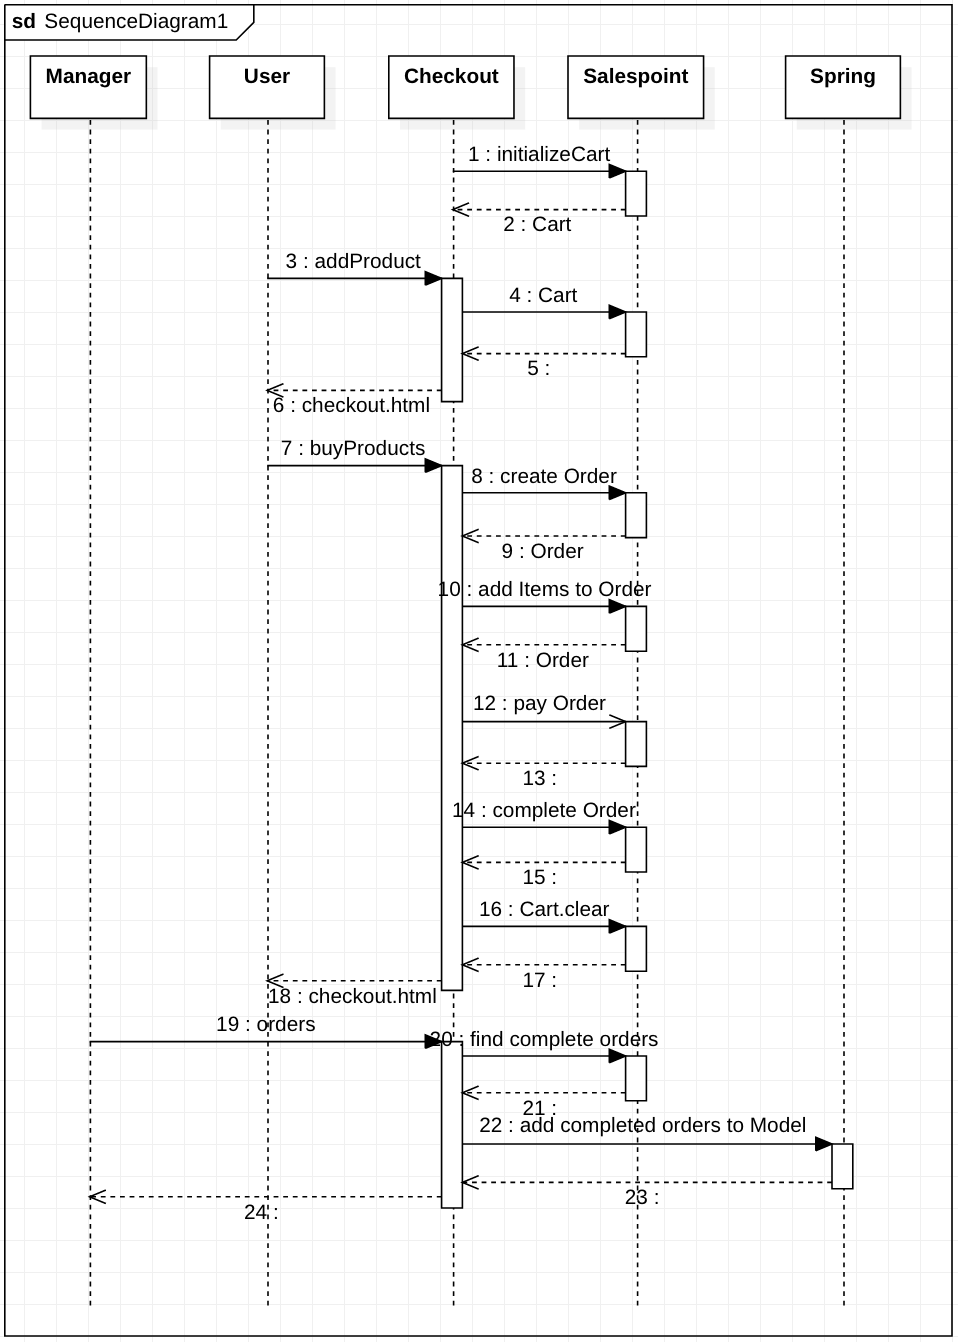 sd SequenceDiagram1
Manager
User
Checkout
Salespoint
Spring
1 : initializeCart
2 : Cart
3 : addProduct
4 : Cart
5 :
6 : checkout.html
7 : buyProducts
8 : create Order
9 : Order
10 : add Items to Order
11 : Order
12 : pay Order
13 :
14 : complete Order
15 :
16 : Cart.clear
17 :
18 : checkout.html
19 : orders
20 : find complete orders
21 :
22 : add completed orders to Model
23 :
24 :